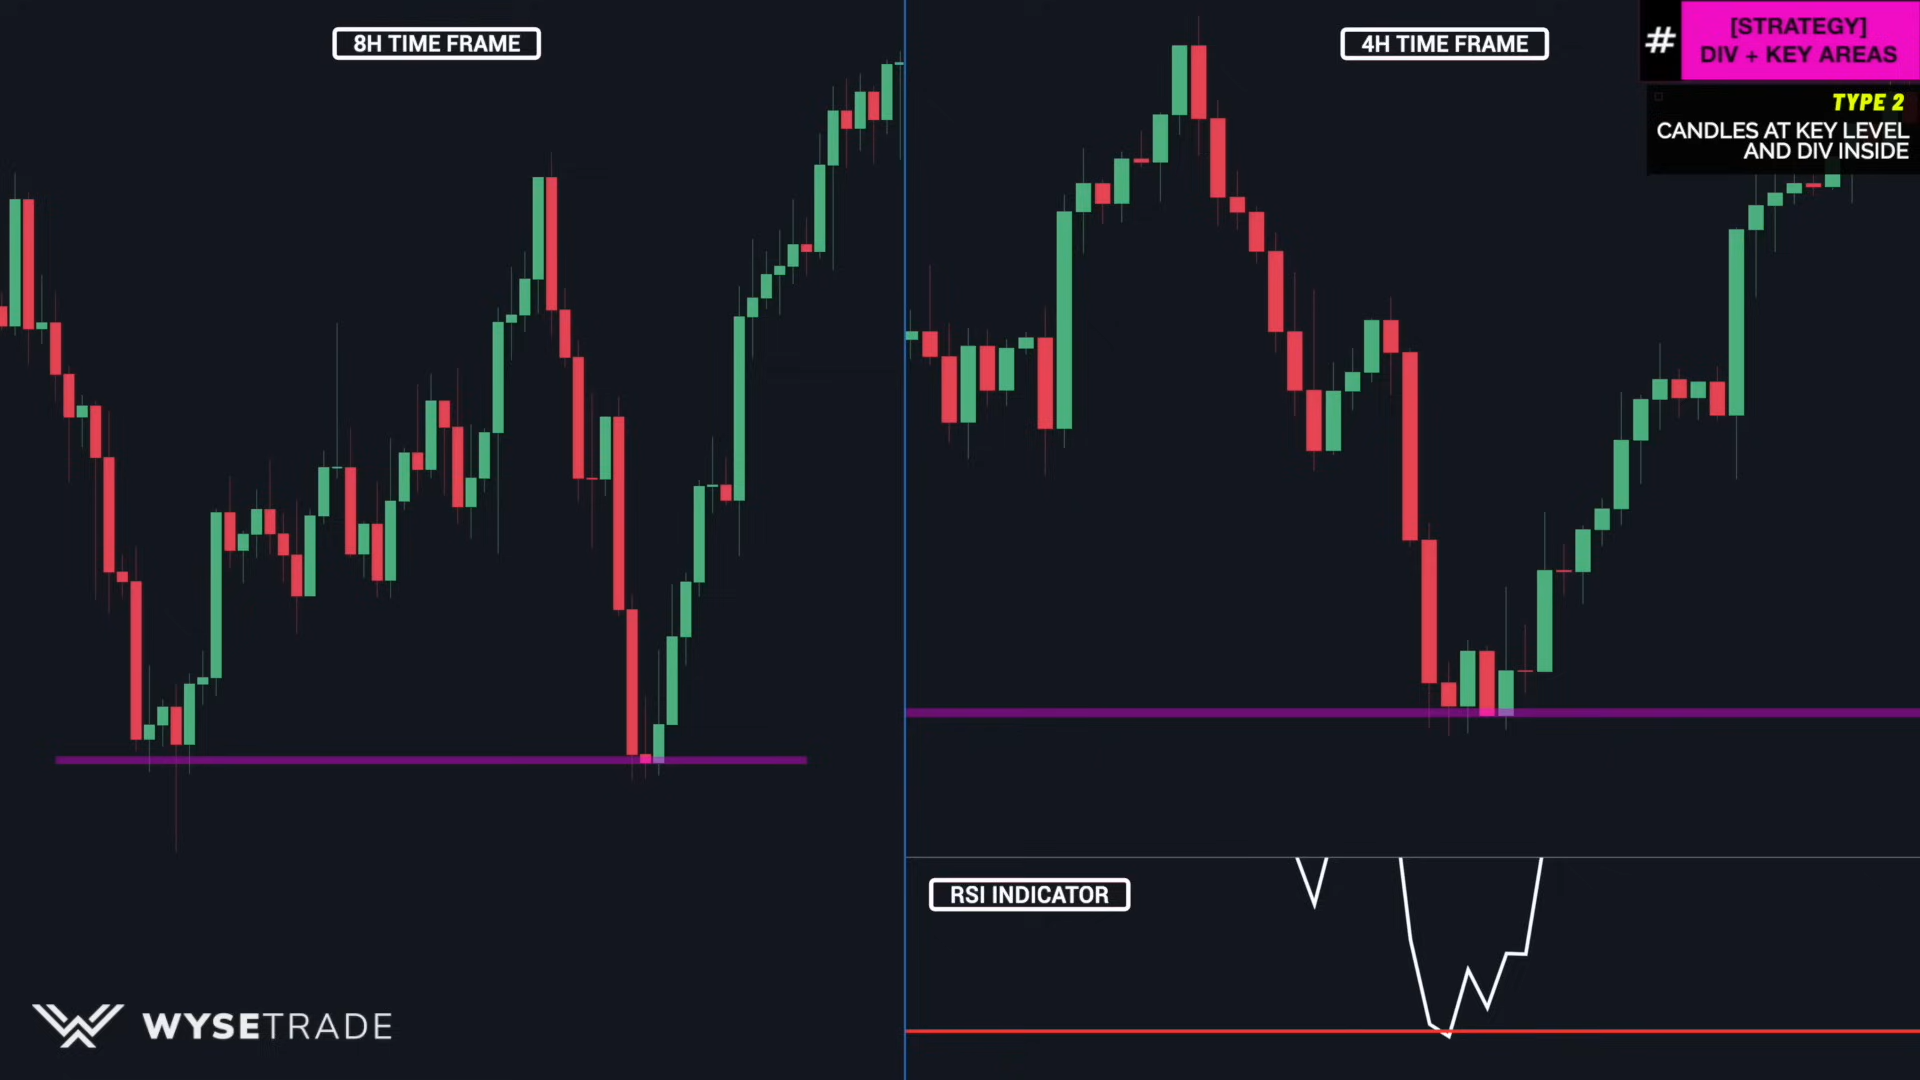 8H TIME FRAME
4H TIME FRAME
#
[STRATEGY]
DIV + KEY AREAS
TYPE 2
CANDLES AT KEY LEVEL
AND DIV INSIDE
RSI INDICATOR
WYSETRADE